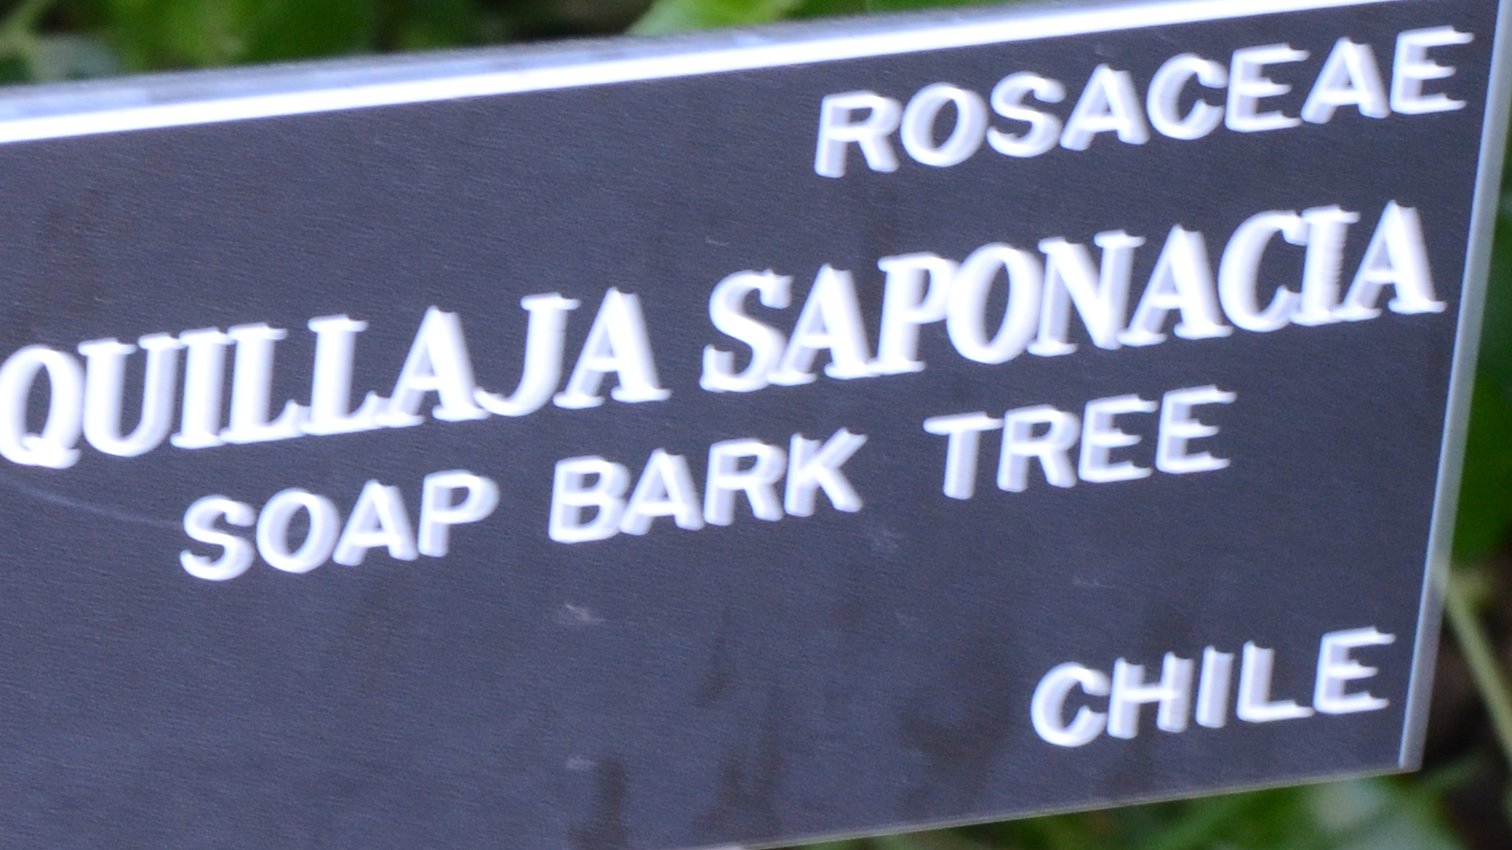 ROSACEAE
QUILLAJA SAPONACIA
SOAP BARK TREE
CHILE